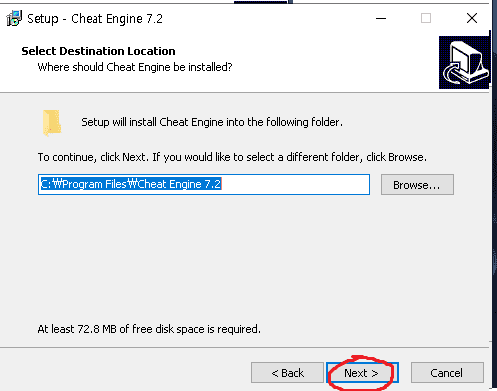 Setup - Cheat Engine 7.2
Select Destination Location
Where should Cheat Engine be installed?
Setup will install Cheat Engine into the following folder.
To continue, click Next. If you would like to select a different folder, click Browse.
C:₩Program Files₩Cheat Engine 7.2
Browse...
At least 72.8 MB of free disk space is required.
< Back
Next >
Cancel